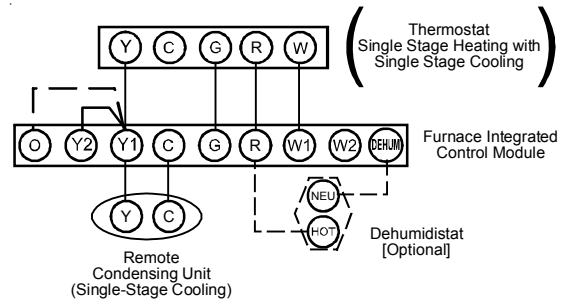 Y C G R W
Thermostat
Single Stage Heating with
Single Stage Cooling
O Y2 Y1 C G R W1 W2 DEHUM
Furnace Integrated
Control Module
Y C
NEU
HOT
Dehumidistat
[Optional]
Remote
Condensing Unit
(Single-Stage Cooling)